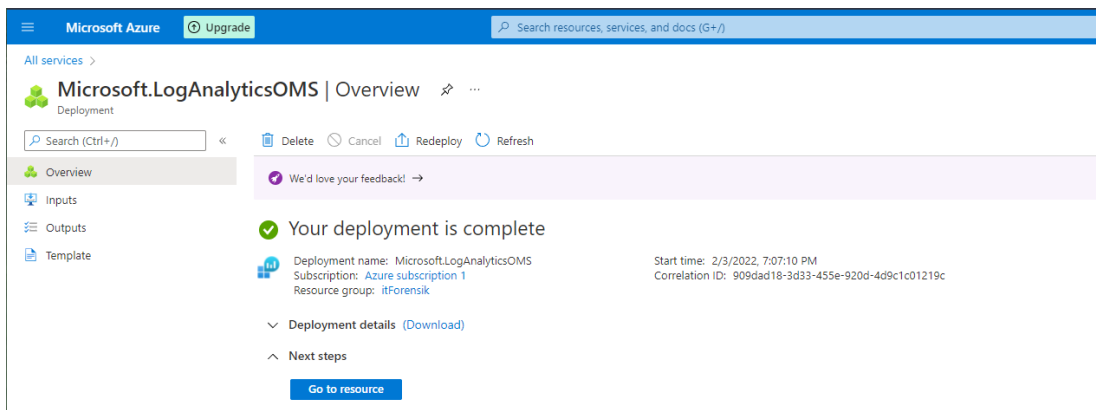 Microsoft Azure Upgrade Search resources, services, and docs (G+/)
All services >
Microsoft.LogAnalyticsOMS | Overview ...
Deployment
Search (Ctrl+/) « Delete Cancel Redeploy Refresh
Overview
We'd love your feedback! →
Inputs
Outputs
Your deployment is complete
Template
Deployment name: Microsoft.LogAnalyticsOMS Start time: 2/3/2022, 7:07:10 PM
Subscription: Azure subscription 1 Correlation ID: 909dad18-3d33-455e-920d-4d9c1c01219c
Resource group: itForensik
Deployment details (Download)
Next steps
Go to resource